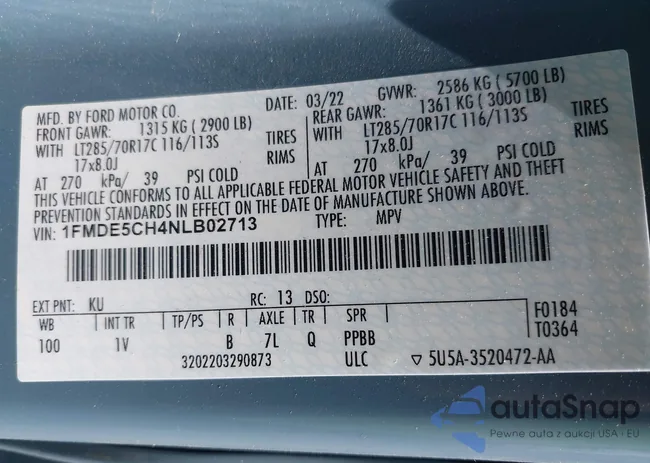 MFD. BY FORD MOTOR CO. DATE: 03/22 GVWR: 2586 KG ( 5700 LB)
FRONT GAWR: 1315 KG ( 2900 LB) REAR GAWR: 1361 KG ( 3000 LB)
WITH LT285/70R17C 116/113S TIRES WITH LT285/70R17C 116/113S TIRES
17x8.0J RIMS 17x8.0J RIMS
AT 270 kPa/ 39 PSI COLD AT 270 kPa/ 39 PSI COLD
THIS VEHICLE CONFORMS TO ALL APPLICABLE FEDERAL MOTOR VEHICLE SAFETY AND THEFT
PREVENTION STANDARDS IN EFFECT ON THE DATE OF MANUFACTURE SHOWN ABOVE.
VIN: 1FMDE5CH4NLB02713 TYPE: MPV
EXT PNT: KU RC: 13 DSO:
WB INT TR TP/PS R AXLE TR SPR F0184
100 1V B 7L Q PPBB T0364
3202203290873 ULC ▽ 5U5A-3520472-AA
autaSnap
Pewne auta z aukcji USA i EU